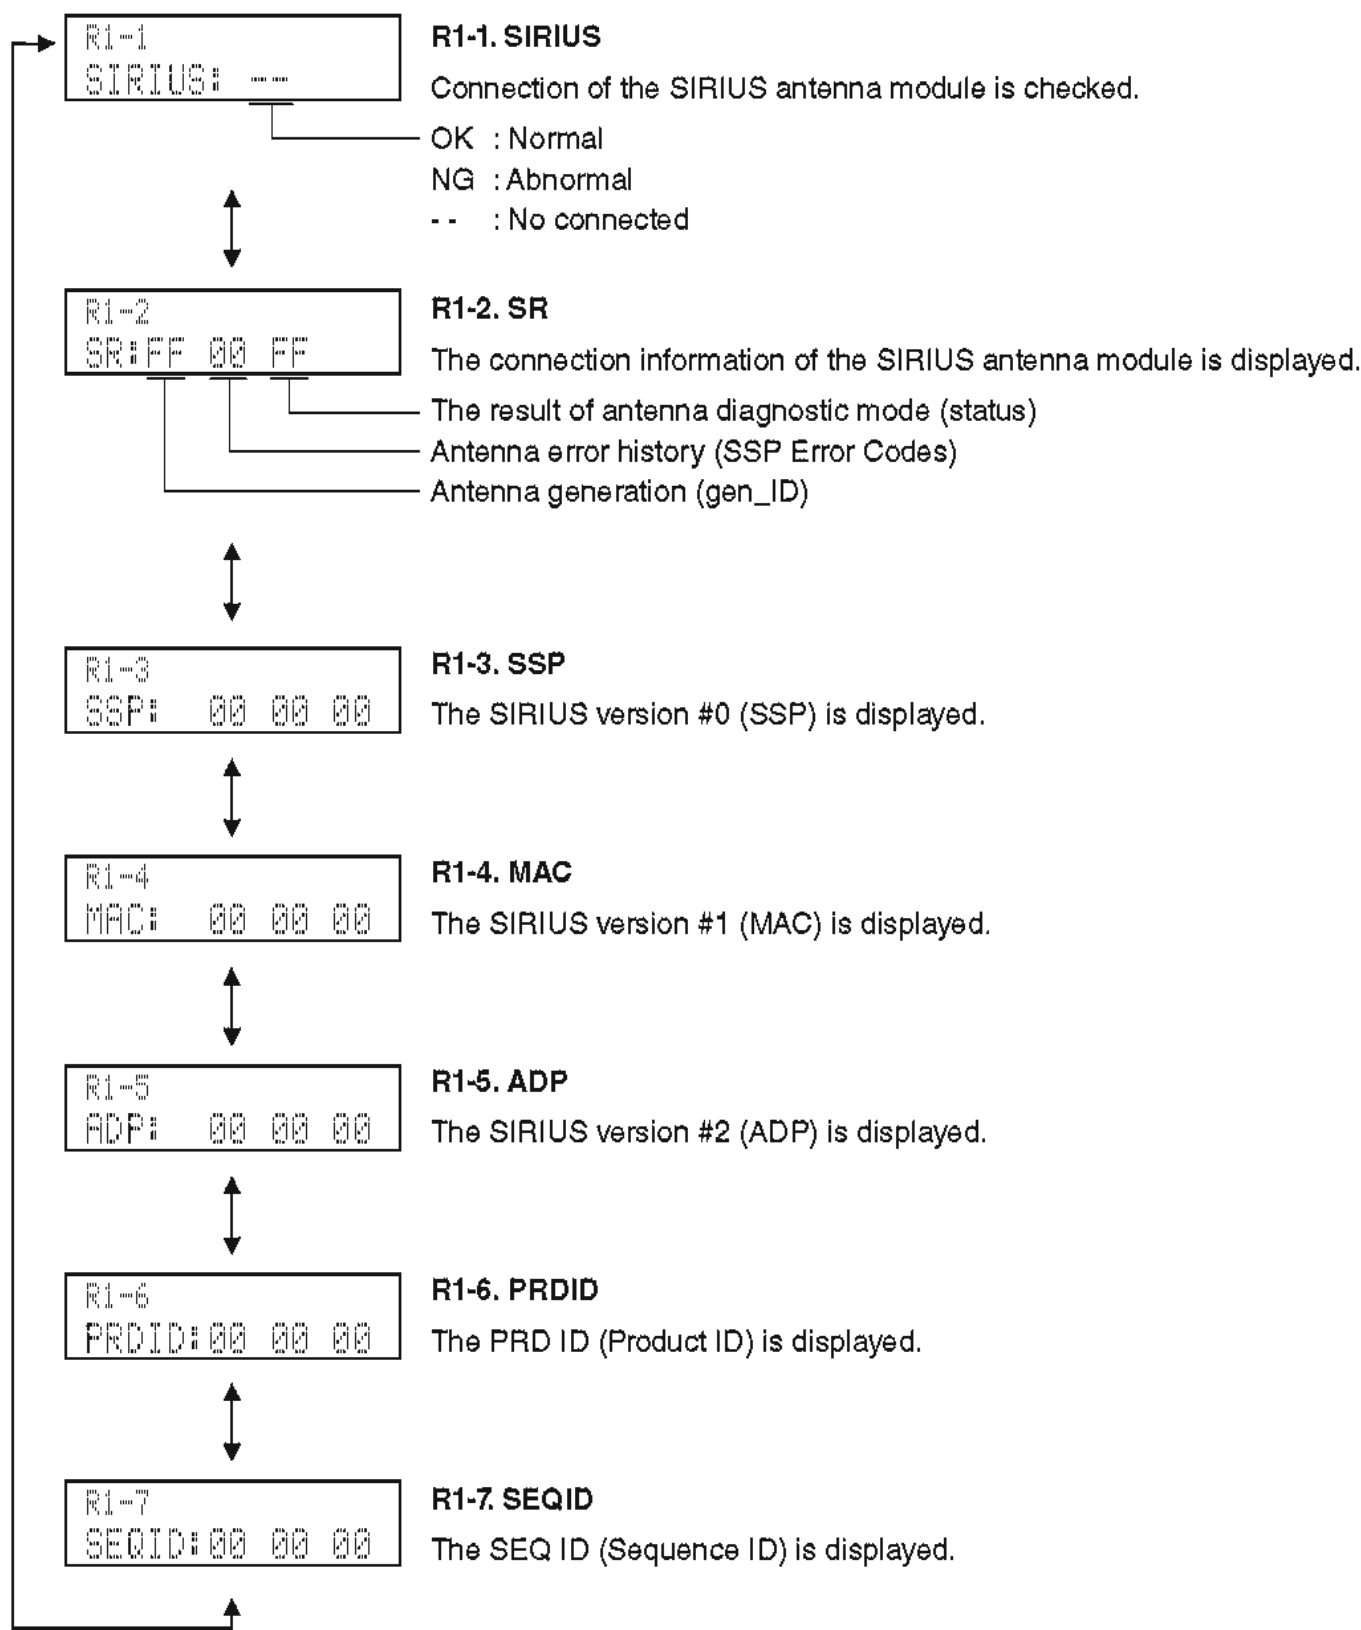 R1-1
SIRIUS: --
R1-1. SIRIUS
Connection of the SIRIUS antenna module is checked.
OK : Normal
NG : Abnormal
- - : No connected
R1-2
SR:FF 00 FF
R1-2. SR
The connection information of the SIRIUS antenna module is displayed.
The result of antenna diagnostic mode (status)
Antenna error history (SSP Error Codes)
Antenna generation (gen_ID)
R1-3
SSP: 00 00 00
R1-3. SSP
The SIRIUS version #0 (SSP) is displayed.
R1-4
MAC: 00 00 00
R1-4. MAC
The SIRIUS version #1 (MAC) is displayed.
R1-5
ADP: 00 00 00
R1-5. ADP
The SIRIUS version #2 (ADP) is displayed.
R1-6
PRDID:00 00 00
R1-6. PRDID
The PRD ID (Product ID) is displayed.
R1-7
SEQID:00 00 00
R1-7. SEQID
The SEQ ID (Sequence ID) is displayed.